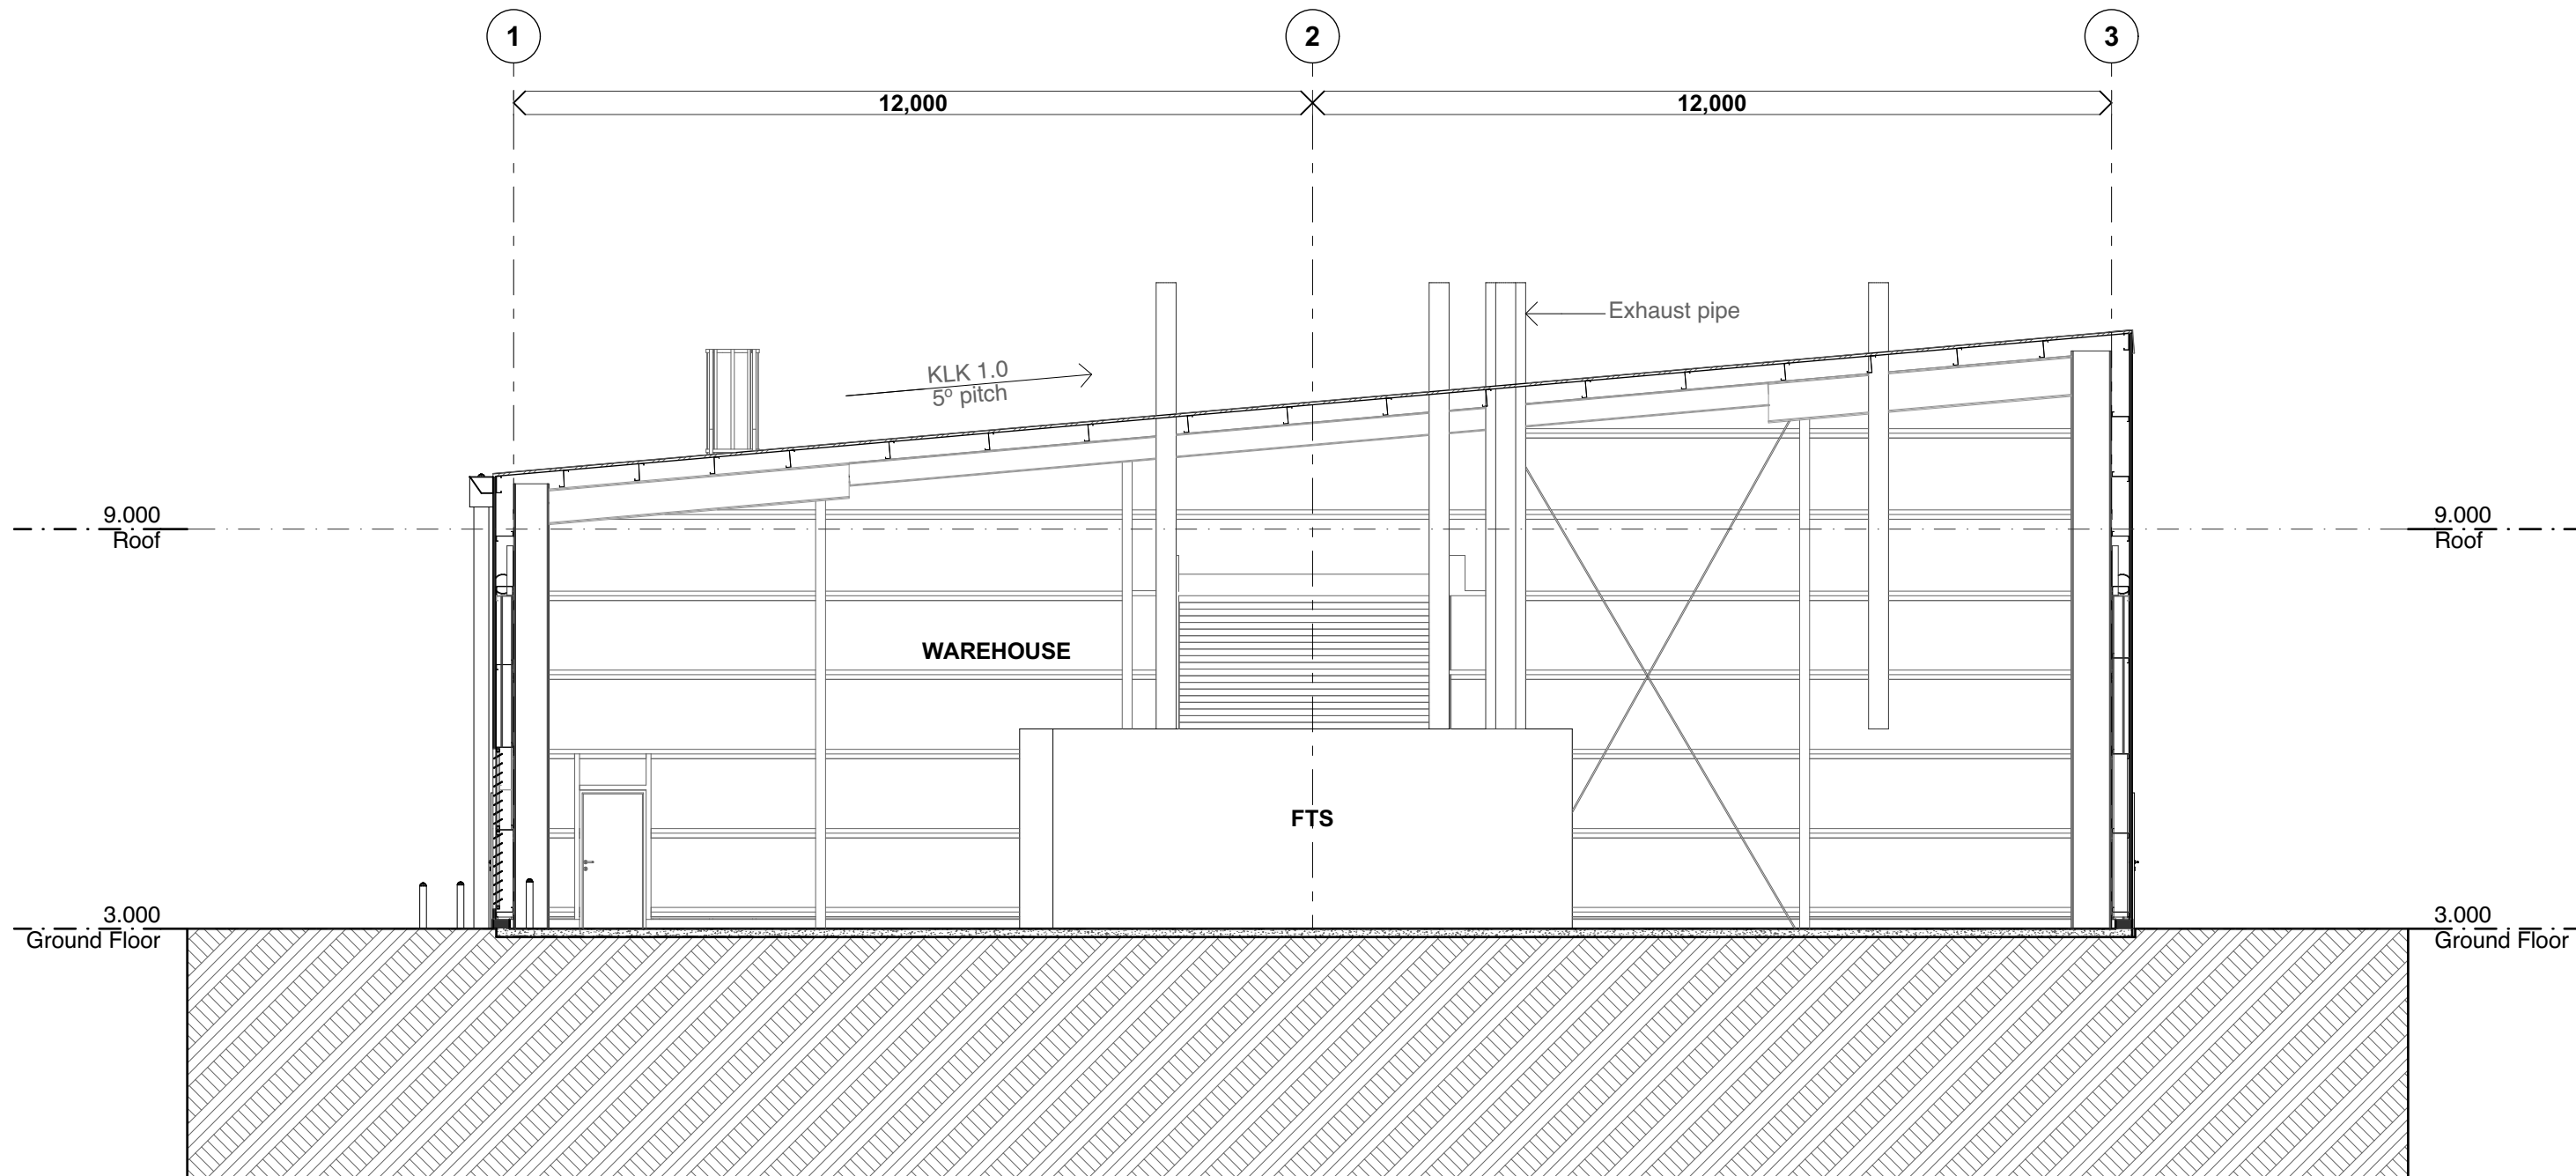 1
2
3
12,000
12,000
Exhaust pipe
KLK 1.0
5º pitch
9.000
Roof
9.000
Roof
WAREHOUSE
FTS
3.000
Ground Floor
3.000
Ground Floor